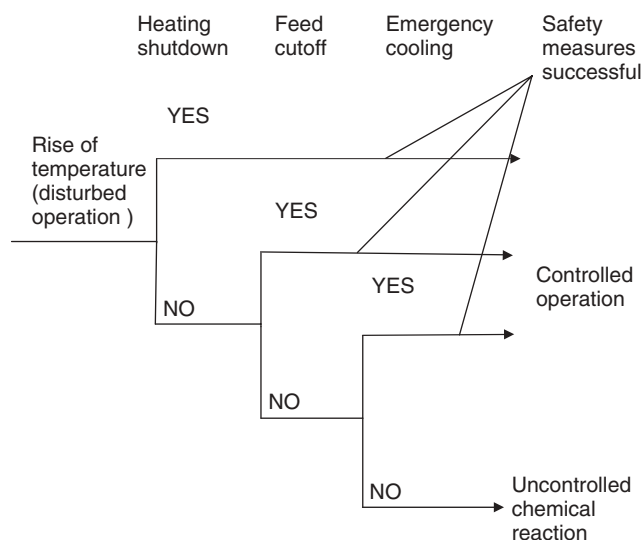 Heating
shutdown
Feed
cutoff
Emergency
cooling
Safety
measures
successful
YES
Rise of
temperature
(disturbed
operation )
YES
YES
Controlled
operation
NO
NO
NO
Uncontrolled
chemical
reaction